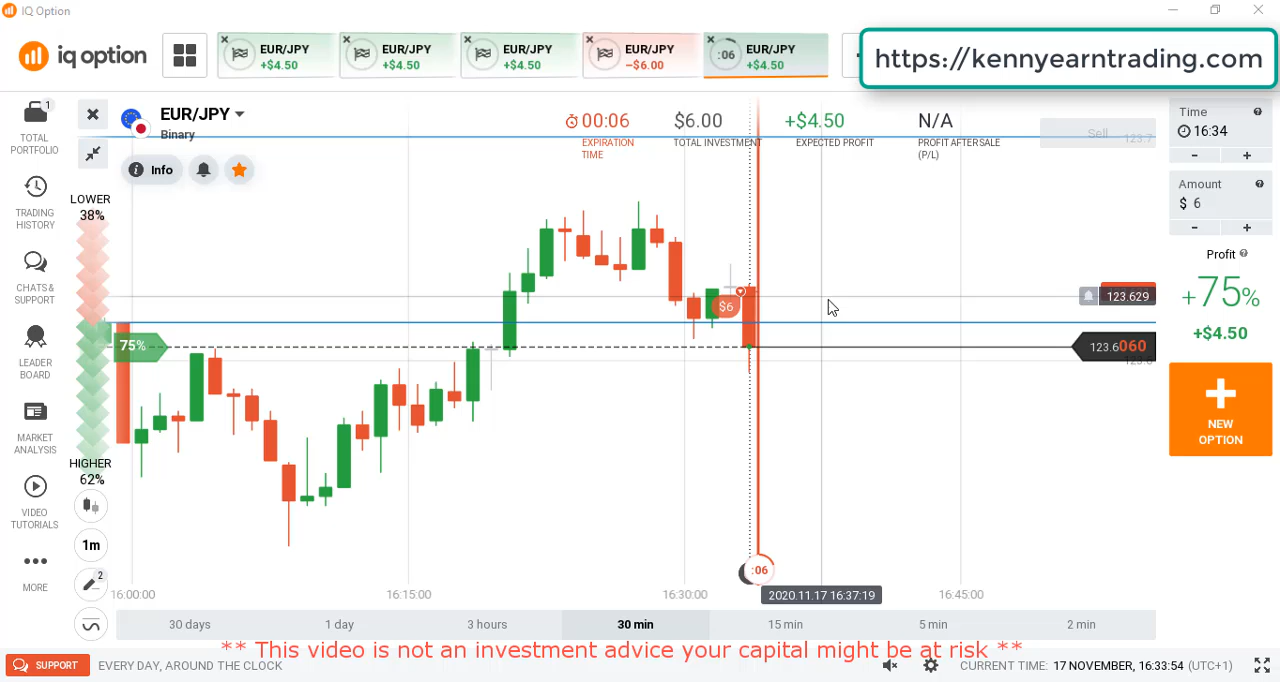 IQ Option
iq option
EUR/JPY
+$4.50
EUR/JPY
+$4.50
EUR/JPY
+$4.50
EUR/JPY
−$6.00
:06
EUR/JPY
+$4.50
https://kennyearntrading.com
1
TOTAL
PORTFOLIO
TRADING
HISTORY
CHATS &
SUPPORT
LEADER
BOARD
MARKET
ANALYSIS
VIDEO
TUTORIALS
MORE
EUR/JPY
Binary
Info
00:06
EXPIRATION
TIME
$6.00
TOTAL INVESTMENT
+$4.50
EXPECTED PROFIT
N/A
PROFIT AFTER SALE
(P/L)
Sell
123.7
LOWER
38%
75%
HIGHER
62%
1m
2
$6
123.629
123.6060
123.6
:06
16:00:00
16:15:00
16:30:00
2020.11.17 16:37:19
16:45:00
30 days
1 day
3 hours
30 min
15 min
5 min
2 min
Time
16:34
-
+
Amount
$ 6
-
+
Profit
+75%
+$4.50
NEW
OPTION
** This video is not an investment advice your capital might be at risk **
SUPPORT
EVERY DAY, AROUND THE CLOCK
CURRENT TIME: 17 NOVEMBER, 16:33:54 (UTC+1)